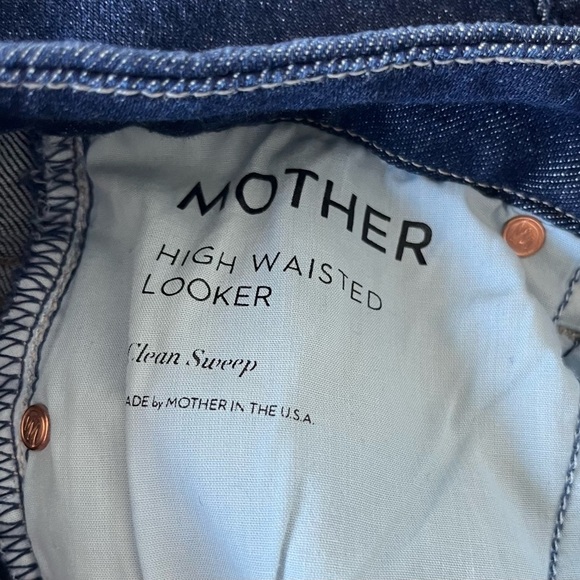 MOTHER
HIGH WAISTED
LOOKER
Clean Sweep
ADE by MOTHER IN THE U.S.A.